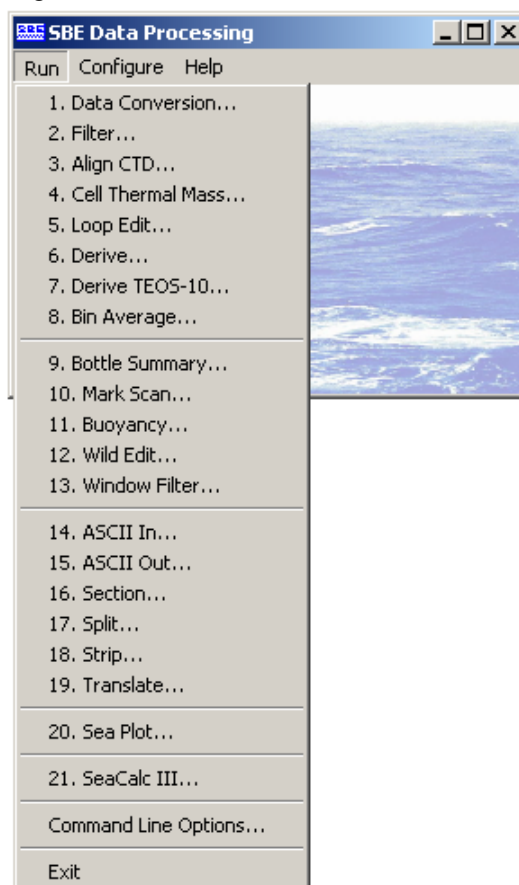 SBE SBE Data Processing
Run Configure Help
1. Data Conversion...
2. Filter...
3. Align CTD...
4. Cell Thermal Mass...
5. Loop Edit...
6. Derive...
7. Derive TEOS-10...
8. Bin Average...
9. Bottle Summary...
10. Mark Scan...
11. Buoyancy...
12. Wild Edit...
13. Window Filter...
14. ASCII In...
15. ASCII Out...
16. Section...
17. Split...
18. Strip...
19. Translate...
20. Sea Plot...
21. SeaCalc III...
Command Line Options...
Exit